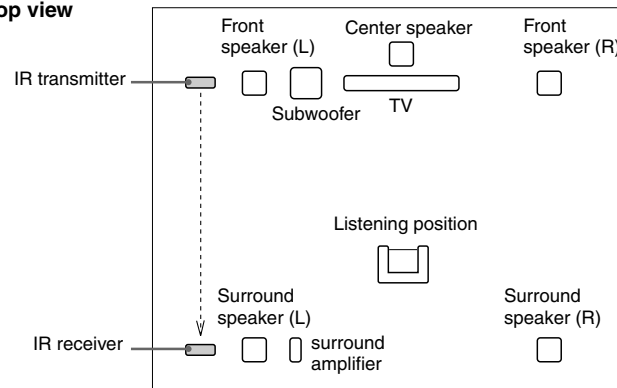 op view
Front
speaker (L)
Center speaker
Front
speaker (R)
IR transmitter
Subwoofer
TV
Listening position
Surround
speaker (L)
Surround
speaker (R)
IR receiver
surround
amplifier